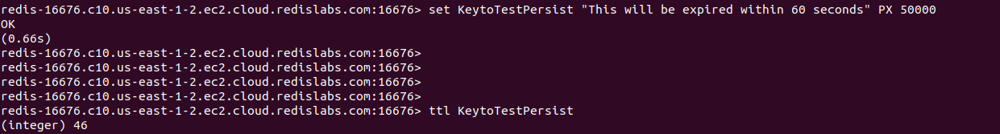 redis-16676.c10.us-east-1-2.ec2.cloud.redislabs.com:16676> set KeytoTestPersist "This will be expired within 60 seconds" PX 50000
OK
(0.66s)
redis-16676.c10.us-east-1-2.ec2.cloud.redislabs.com:16676>
redis-16676.c10.us-east-1-2.ec2.cloud.redislabs.com:16676>
redis-16676.c10.us-east-1-2.ec2.cloud.redislabs.com:16676>
redis-16676.c10.us-east-1-2.ec2.cloud.redislabs.com:16676>
redis-16676.c10.us-east-1-2.ec2.cloud.redislabs.com:16676> ttl KeytoTestPersist
(integer) 46